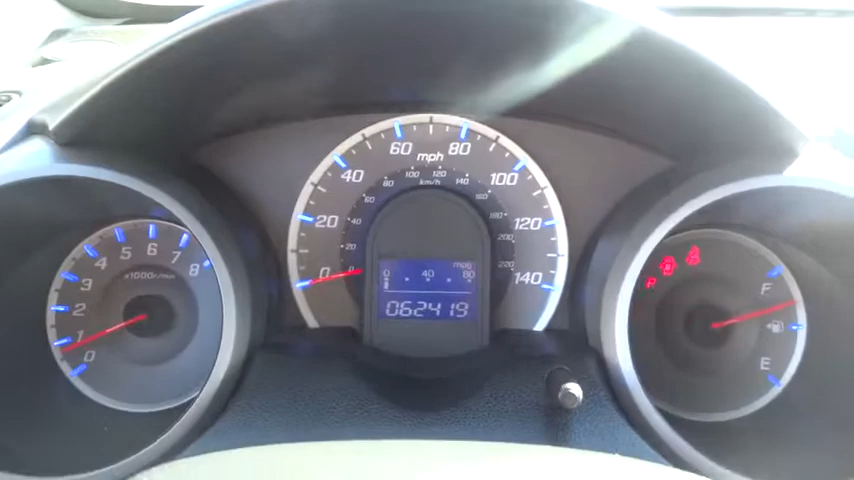 0 1 2 3 4 5 6 7 8
x1000r/min
0 20 40 60 80 100 120 140
mph
0 20 40 60 80 100 120 140 160 180 200 220
km/h
mpg
0 40 80
062419
P
F
E